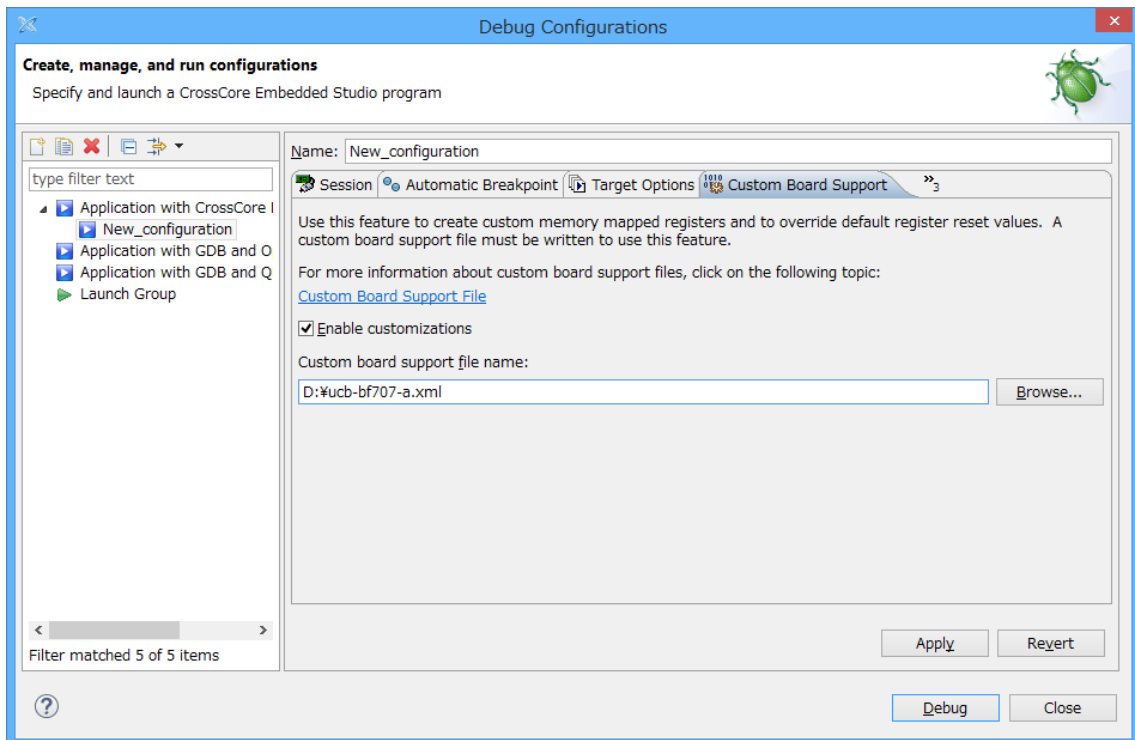 Debug Configurations
Create, manage, and run configurations
Specify and launch a CrossCore Embedded Studio program
Name: New_configuration
type filter text
Session Automatic Breakpoint Target Options Custom Board Support »3
Application with CrossCore
New_configuration
Application with GDB and O
Application with GDB and Q
Launch Group
Use this feature to create custom memory mapped registers and to override default register reset values. A
custom board support file must be written to use this feature.
For more information about custom board support files, click on the following topic:
Custom Board Support File
Enable customizations
Custom board support file name:
D:¥ucb-bf707-a.xml
Browse...
Filter matched 5 of 5 items
Apply
Revert
Debug
Close